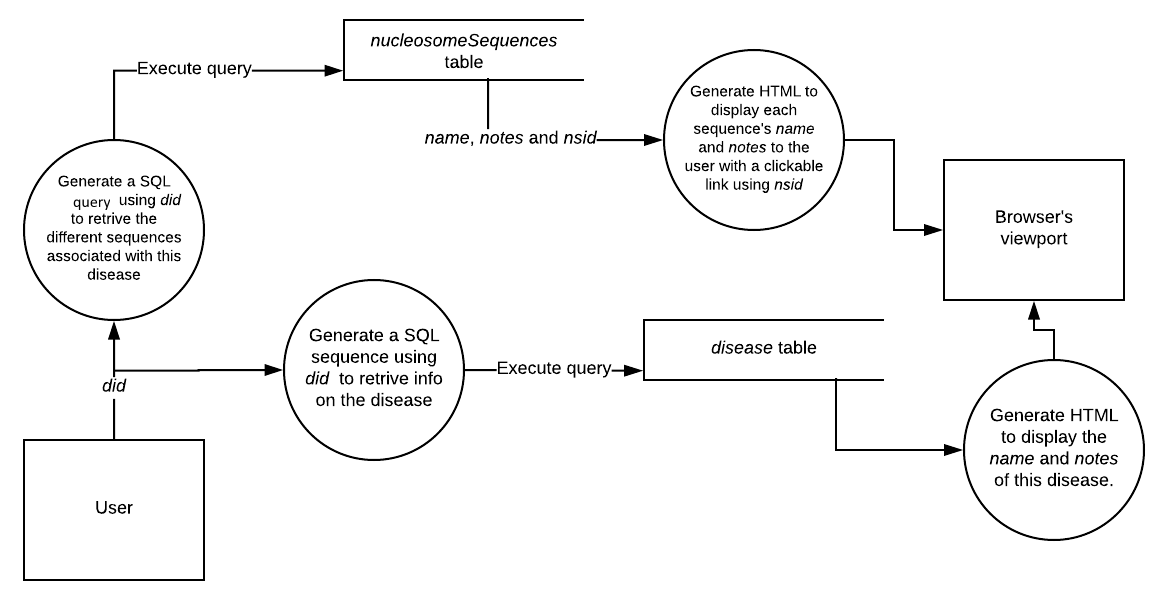 nucleosomeSequences
table
Execute query
name, notes and nsid
Generate HTML to
display each
sequence's name
and notes to the
user with a clickable
link using nsid
Generate a SQL
query using did
to retrive the
different sequences
associated with this
disease
Browser's
viewport
Generate a SQL
sequence using
did to retrive info
on the disease
Execute query
disease table
did
Generate HTML
to display the
name and notes
of this disease.
User